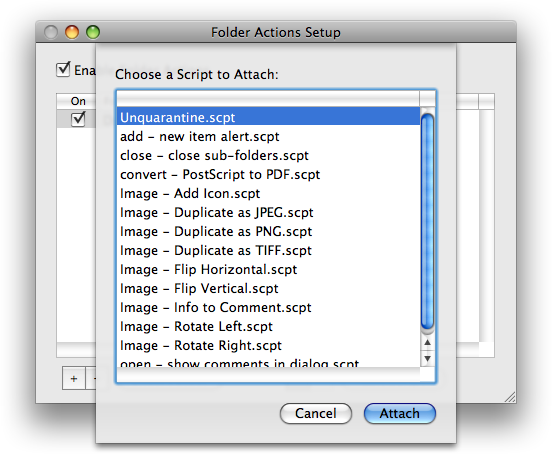 Folder Actions Setup
Choose a Script to Attach:
Ena
On
Unquarantine.scpt
add – new item alert.scpt
close – close sub-folders.scpt
convert – PostScript to PDF.scpt
Image – Add Icon.scpt
Image – Duplicate as JPEG.scpt
Image – Duplicate as PNG.scpt
Image – Duplicate as TIFF.scpt
Image – Flip Horizontal.scpt
Image – Flip Vertical.scpt
Image – Info to Comment.scpt
Image – Rotate Left.scpt
Image – Rotate Right.scpt
open – show comments in dialog.scpt
+
Cancel Attach